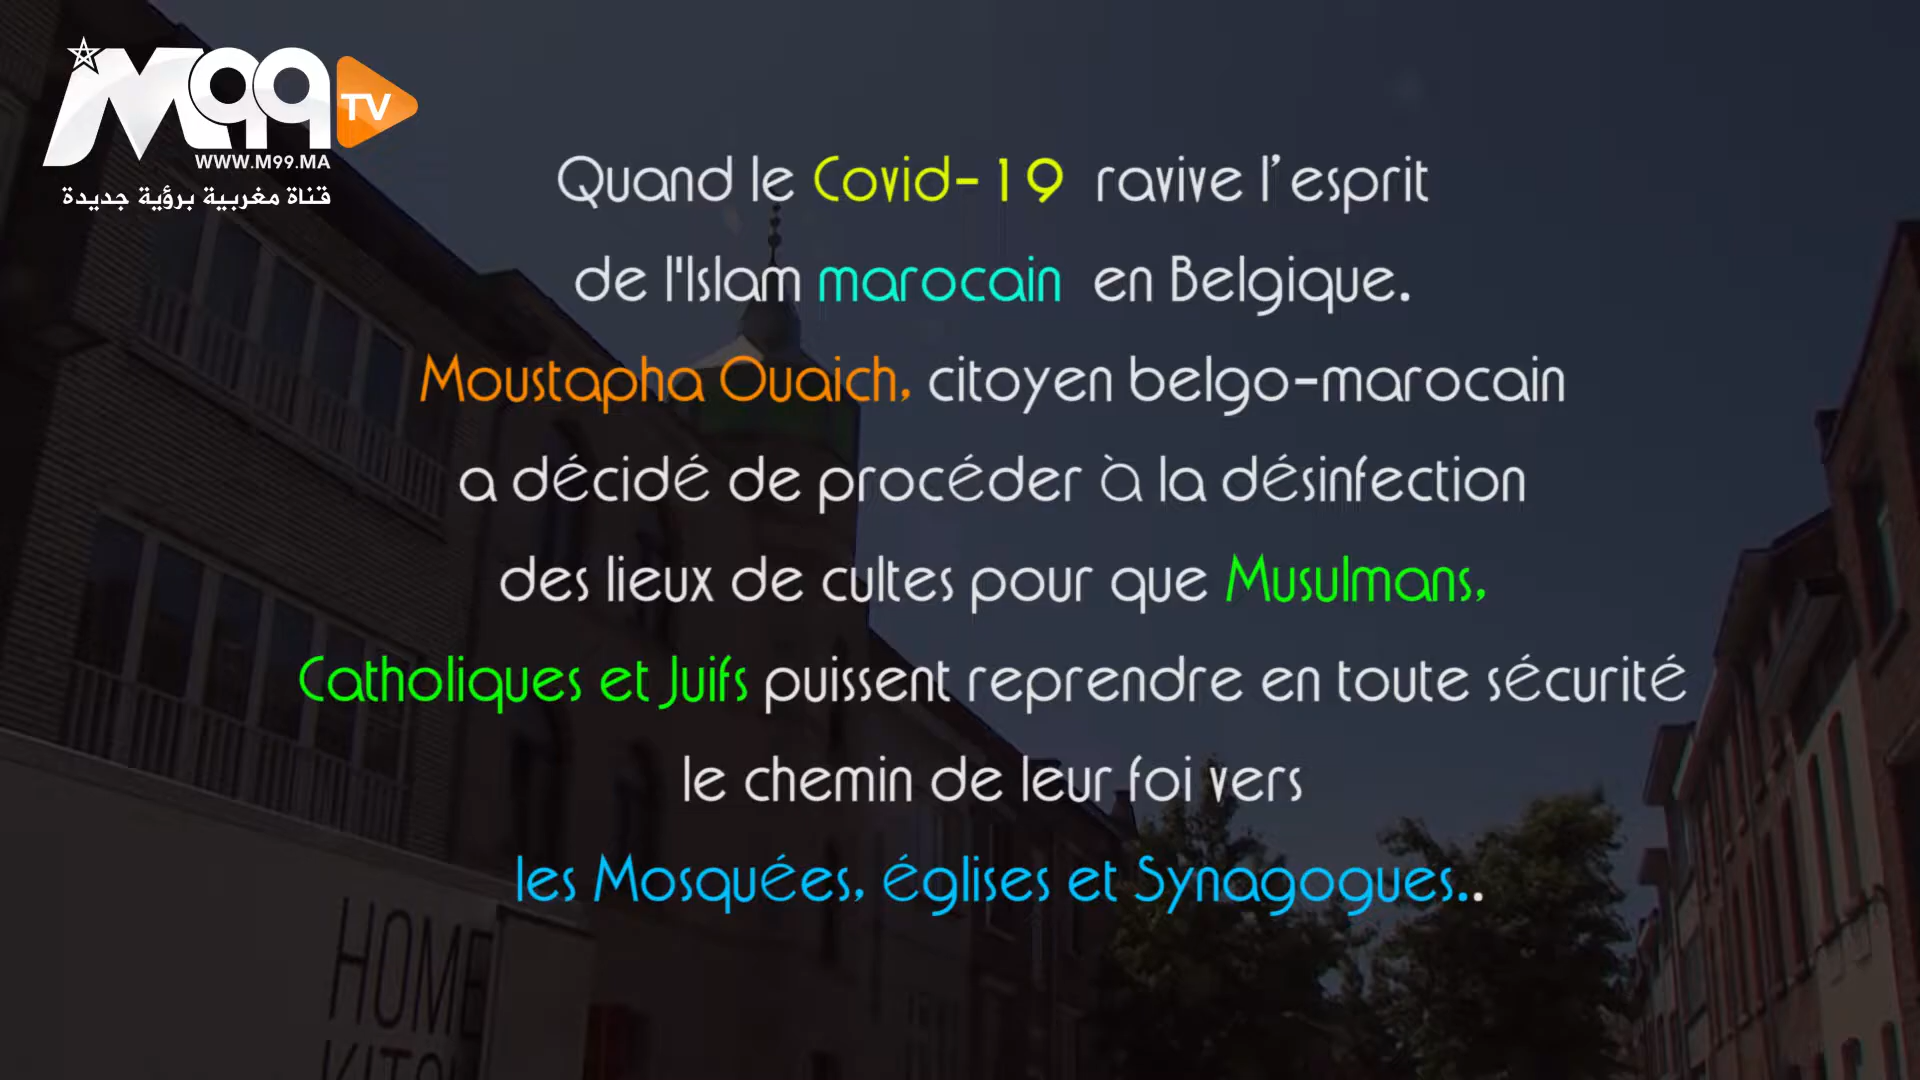 M99 TV
WWW.M99.MA
قناة مغربية برؤية جديدة
Quand le Covid-19 ravive l’esprit
de l'Islam marocain en Belgique.
Moustapha Ouaich, citoyen belgo-marocain
a décidé de procéder à la désinfection
des lieux de cultes pour que Musulmans,
Catholiques et Juifs puissent reprendre en toute sécurité
le chemin de leur foi vers
les Mosquées, églises et Synagogues..
HOME